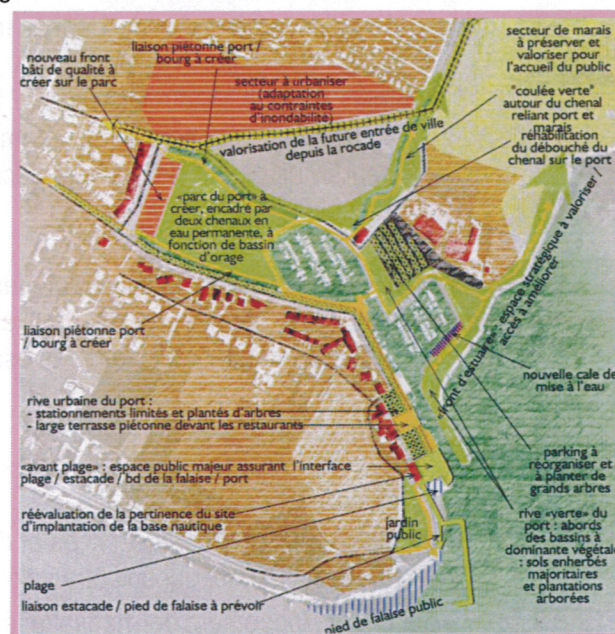 nouveau front
bâti de qualité à
créer sur le parc
liaison piétonne port /
bourg à créer
secteur à urbaniser
(adaptation
au contraintes
d'inondabilité)
valorisation de la future entrée de ville
depuis la rocade
secteur de marais
à préserver et
valoriser pour
l'accueil du public
"coulée verte"
autour du chenal
reliant port et
marais
réhabilitation
du débouché du
chenal sur le port
«parc du port» à
créer, encadré par
deux chenaux en
eau permanente, à
fonction de bassin
d'orage
liaison piétonne port
/ bourg à créer
"front d'estuaire" : espace stratégique à valoriser /
accès à améliorer
nouvelle cale de
mise à l'eau
rive urbaine du port :
- stationnements limités et plantés d'arbres
- large terrasse piétonne devant les restaurants
«avant plage» : espace public majeur assurant l'interface
plage / estacade / bd de la falaise / port
réévaluation de la pertinence du site
d'implantation de la base nautique
jardin
public
parking à
réorganiser et
à planter de
grands arbres
rive «verte» du
port : abords
des bassins à
dominante végétale
: sols enherbés
majoritaires
et plantations
arborées
plage
liaison estacade / pied de falaise à prévoir
pied de falaise public